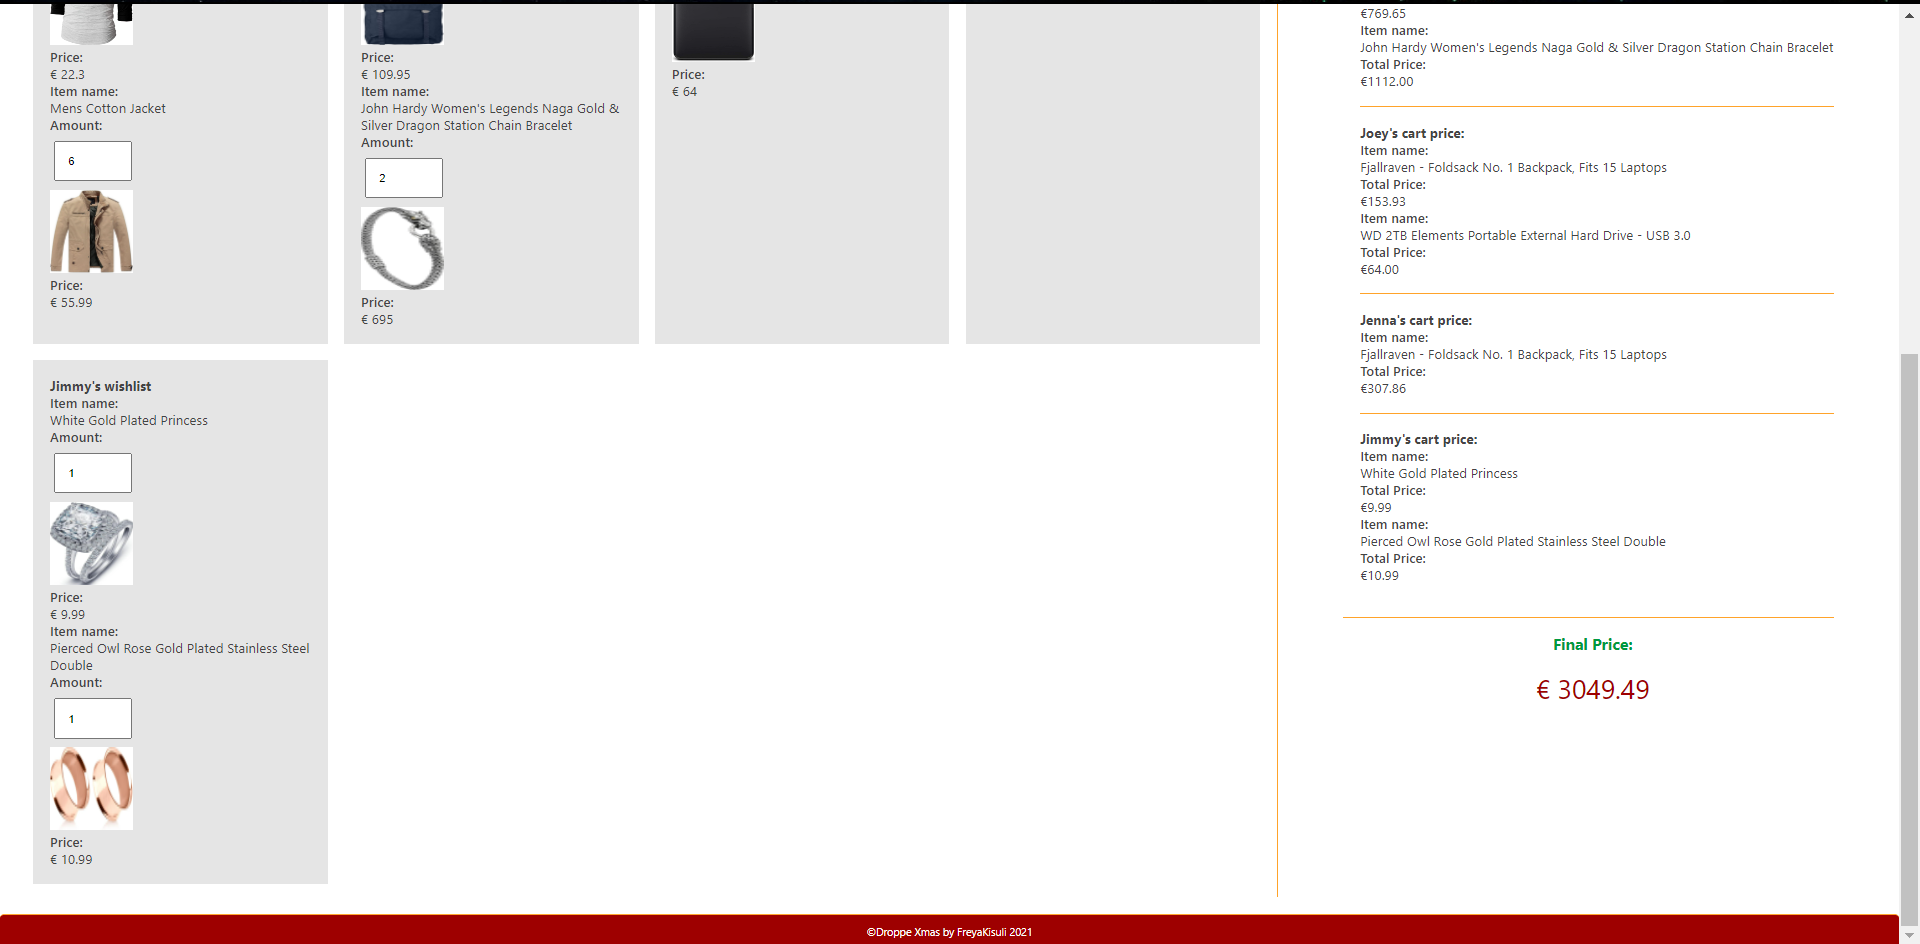 Price:
€ 22.3
Item name:
Mens Cotton Jacket
Amount:
6
Price:
€ 55.99
Price:
€ 109.95
Item name:
John Hardy Women's Legends Naga Gold &
Silver Dragon Station Chain Bracelet
Amount:
2
Price:
€ 695
Price:
€ 64
Jimmy's wishlist
Item name:
White Gold Plated Princess
Amount:
1
Price:
€ 9.99
Item name:
Pierced Owl Rose Gold Plated Stainless Steel
Double
Amount:
1
Price:
€ 10.99
€769.65
Item name:
John Hardy Women's Legends Naga Gold & Silver Dragon Station Chain Bracelet
Total Price:
€1112.00
Joey's cart price:
Item name:
Fjallraven - Foldsack No. 1 Backpack, Fits 15 Laptops
Total Price:
€153.93
Item name:
WD 2TB Elements Portable External Hard Drive - USB 3.0
Total Price:
€64.00
Jenna's cart price:
Item name:
Fjallraven - Foldsack No. 1 Backpack, Fits 15 Laptops
Total Price:
€307.86
Jimmy's cart price:
Item name:
White Gold Plated Princess
Total Price:
€9.99
Item name:
Pierced Owl Rose Gold Plated Stainless Steel Double
Total Price:
€10.99
Final Price:
€ 3049.49
©Droppe Xmas by FreyaKisuli 2021